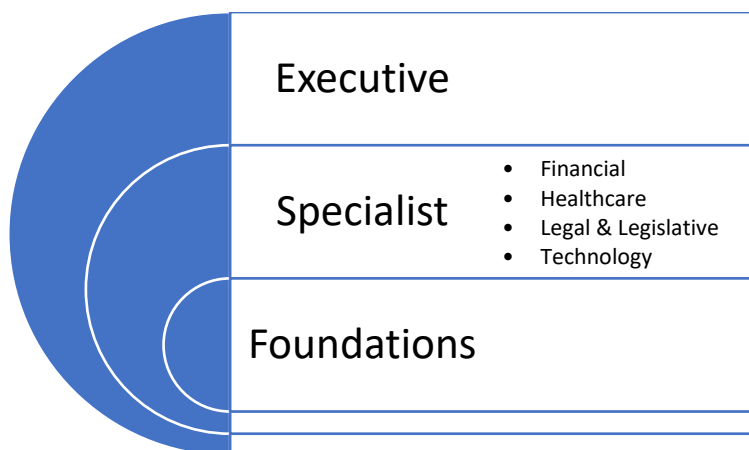 Executive
Specialist
• Financial
• Healthcare
• Legal & Legislative
• Technology
Foundations